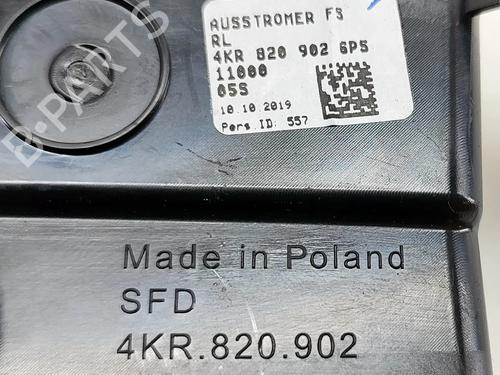 AUSSTROMER F3
RL
4KR 820 902 6PS
11000
05S
10.10.2019
Pers ID: 557
B-PARTS
Made in Poland
SFD
4KR.820.902